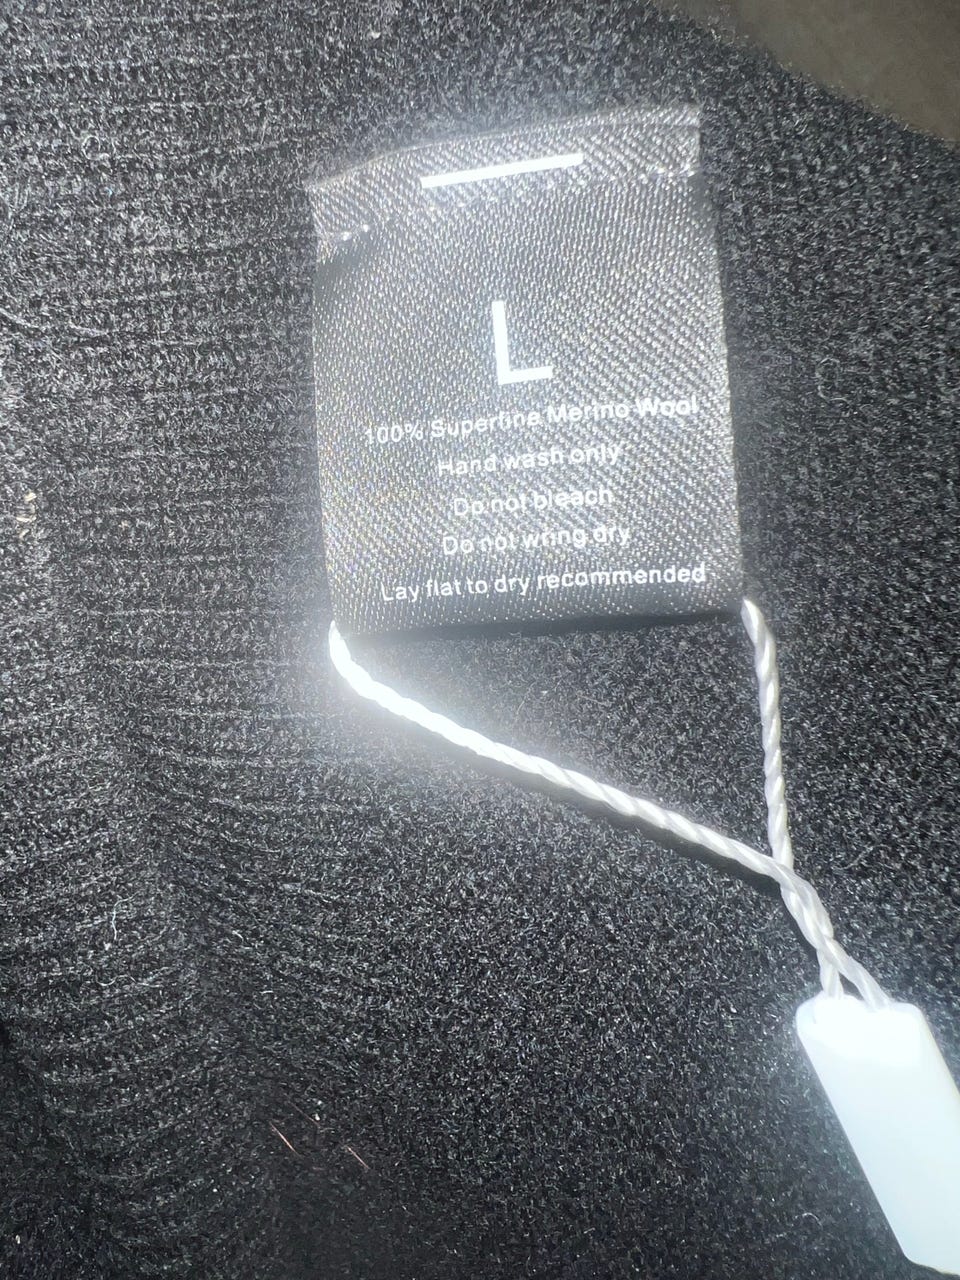 L
100% Superfine Merino Wool
Hand wash only
Do not bleach
Do not wring dry
Lay flat to dry recommended